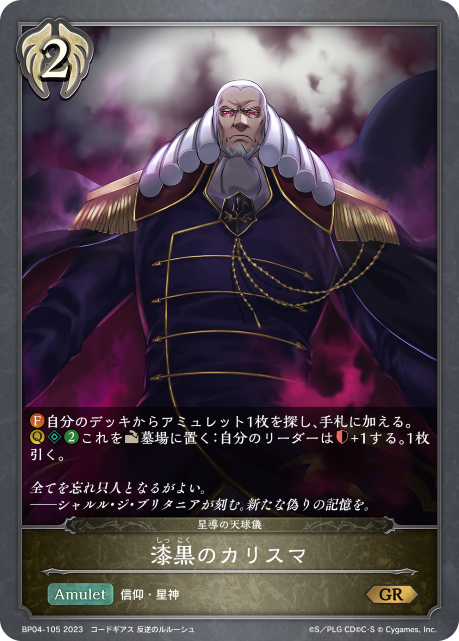 2
F 自分のデッキからアミュレット1枚を探し、手札に加える。
Q 2 これを墓場に置く:自分のリーダーは+1する。1枚
引く。
全てを忘れ只人となるがよい。
――シャルル・ジ・ブリタニアが刻む。新たな偽りの記憶を。
星導の天球儀
しっ こく
漆黒のカリスマ
Amulet 信仰・星神 GR
BP04-105 2023 コードギアス 反逆のルルーシュ ©S／PLG CD©C-S © Cygames, Inc.